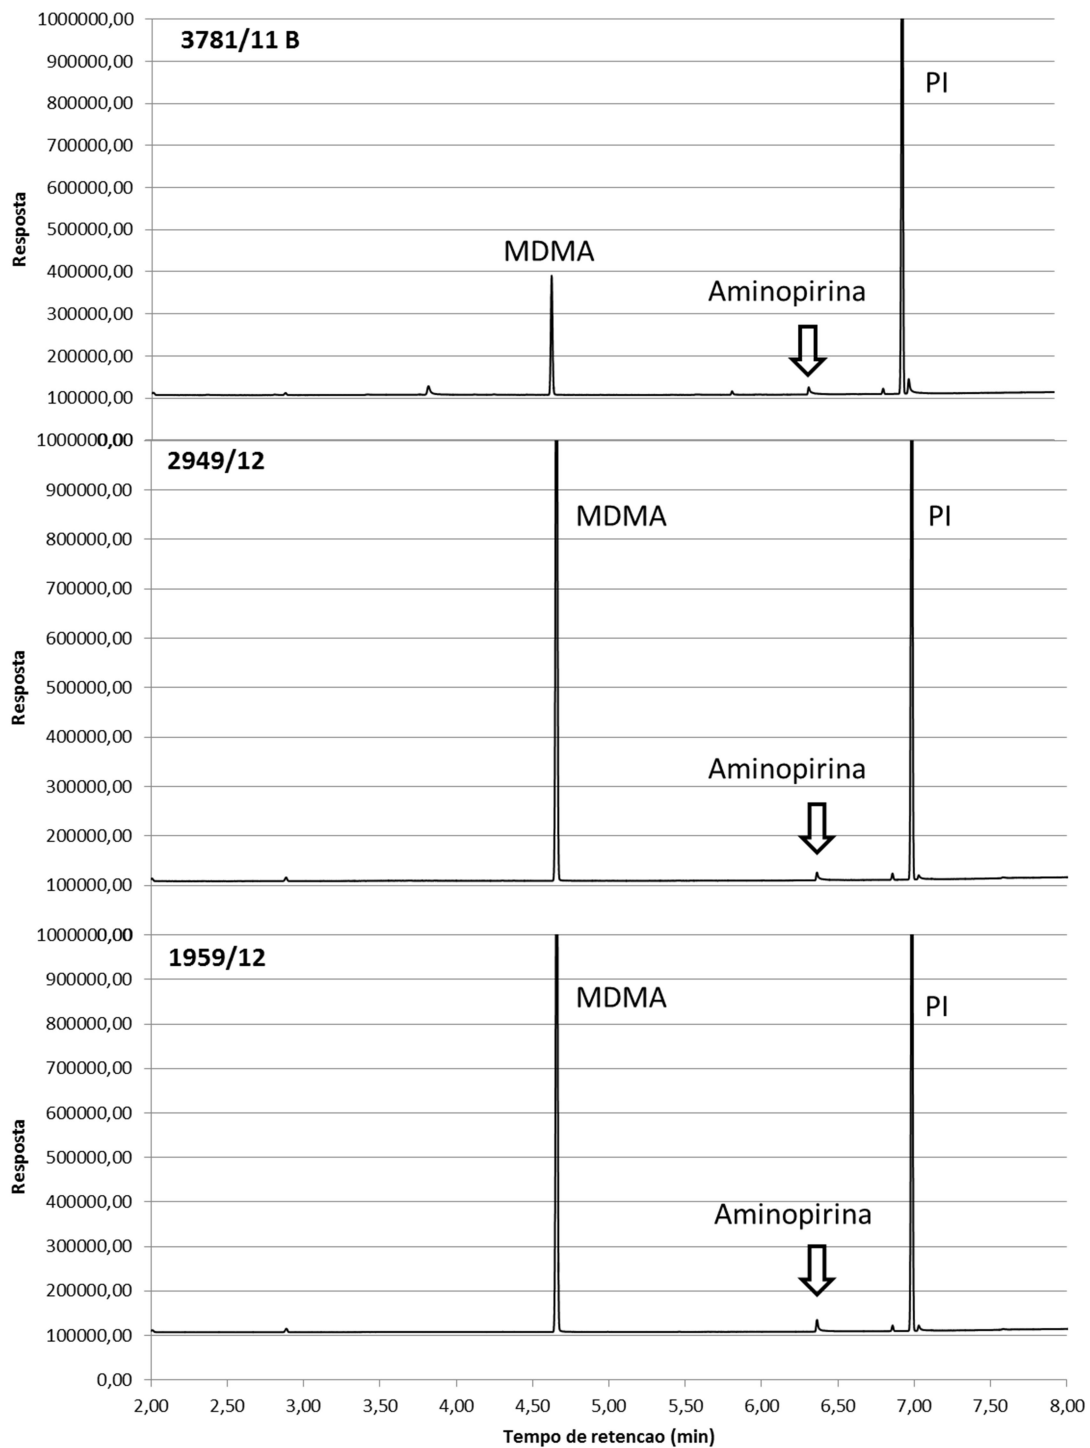 1000000,00
3781/11 B
900000,00
PI
800000,00
700000,00
600000,00
500000,00
Resposta
MDMA
400000,00
Aminopirina
300000,00
200000,00
100000,00
1000000,00
2949/12
900000,00
MDMA
PI
800000,00
700000,00
600000,00
500000,00
Resposta
400000,00
Aminopirina
300000,00
200000,00
100000,00
1000000,00
1959/12
900000,00
MDMA
PI
800000,00
700000,00
600000,00
500000,00
Resposta
400000,00
Aminopirina
300000,00
200000,00
100000,00
0,00
2,00 2,50 3,00 3,50 4,00 4,50 5,00 5,50 6,00 6,50 7,00 7,50 8,00
Tempo de retencao (min)